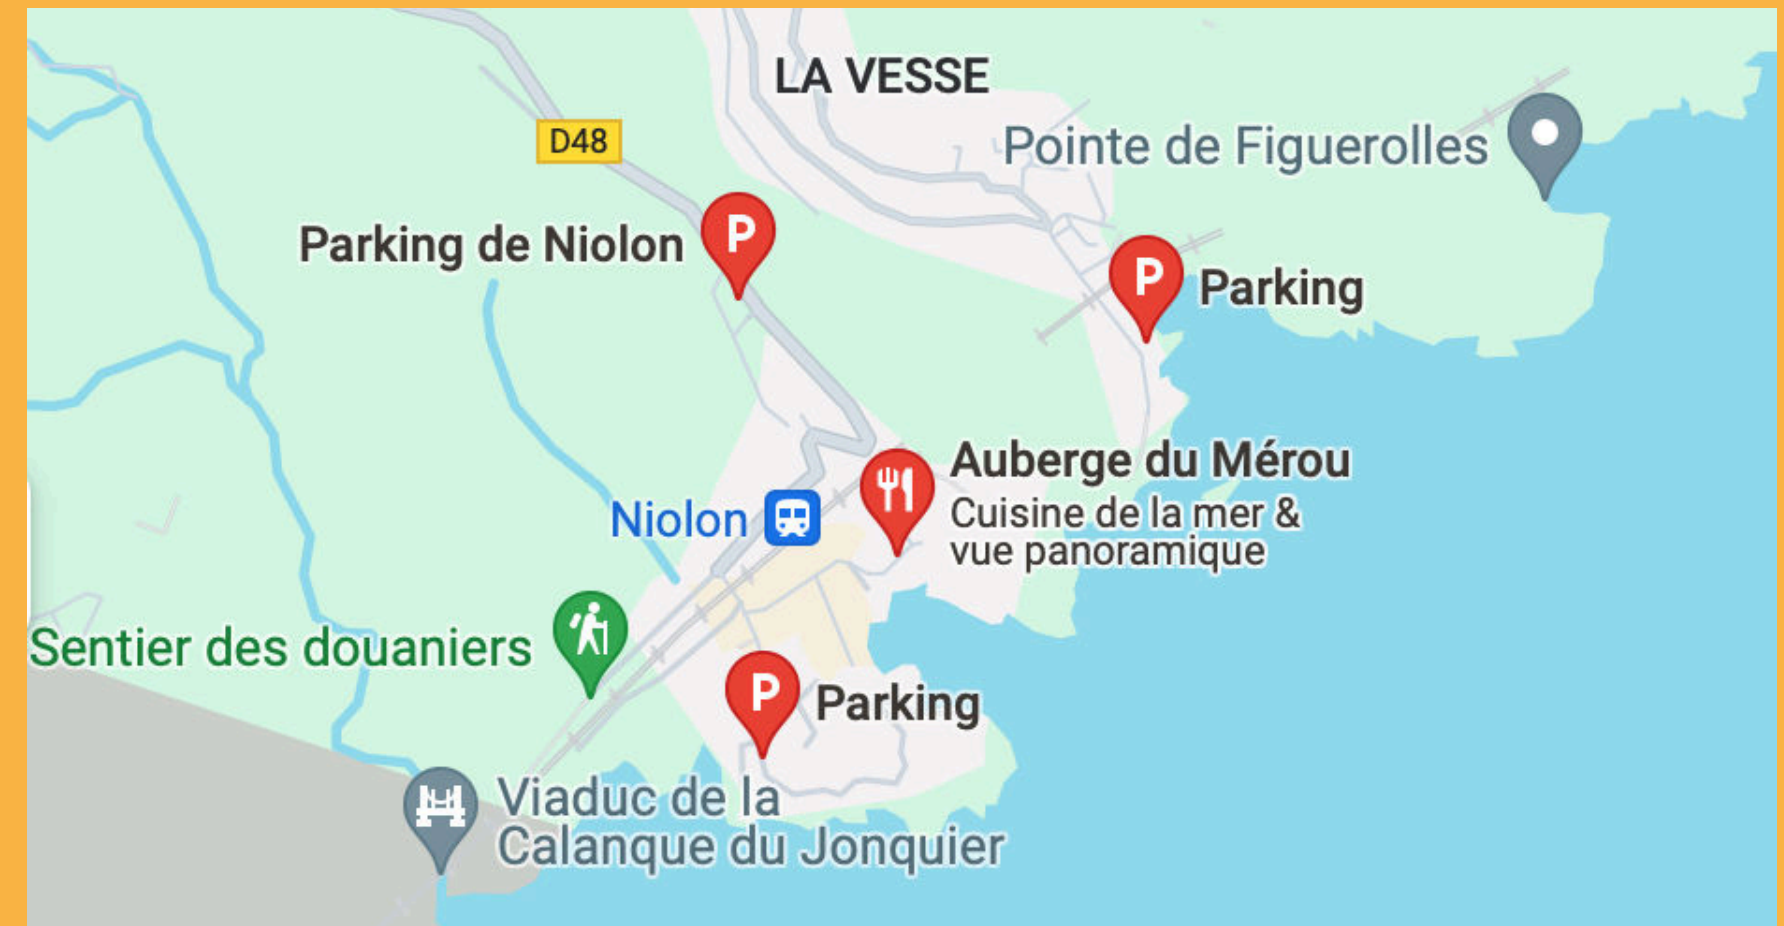 LA VESSE
D48
Pointe de Figuerolles
Parking de Niolon
P
P
Parking
Auberge du Mérou
Cuisine de la mer &
vue panoramique
Niolon
Sentier des douaniers
P
Parking
Viaduc de la
Calanque du Jonquier